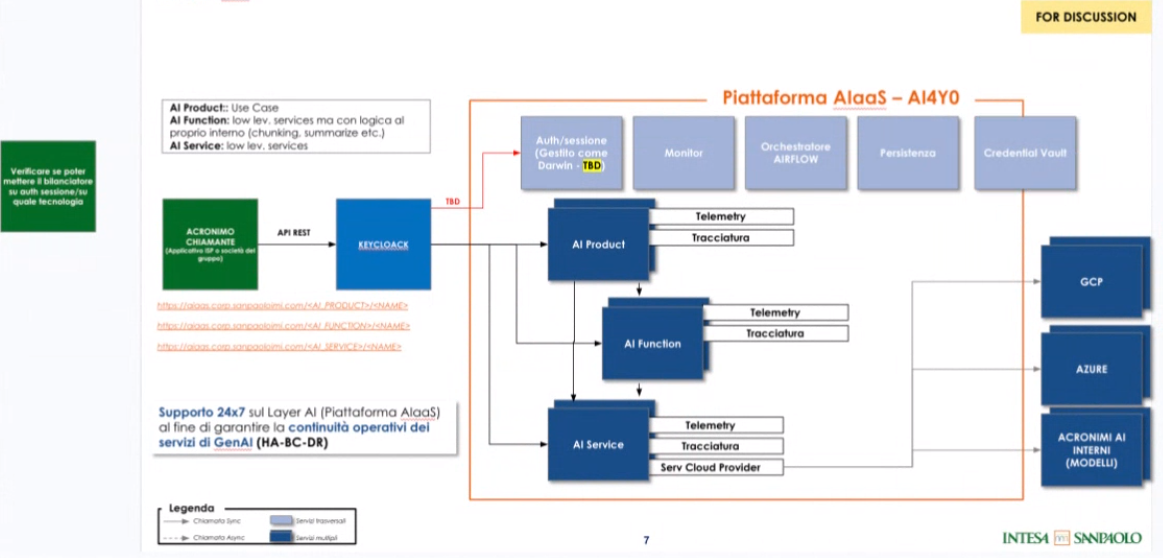 FOR DISCUSSION
Piattaforma AIaaS – AI4Y0
AI Product:: Use Case
AI Function: low lev. services ma con logica al
proprio interno (chunking, summarize etc.)
AI Service: low lev. services
Verificare se poter
mettere il bilanciatore
su auth sessione/su
quale tecnologia
Auth/sessione
(Gestito come
Darwin - TBD)
Monitor
Orchestratore
AIRFLOW
Persistenza
Credential Vault
TBD
ACRONIMO
CHIAMANTE
(Applicativo ISP o società del
gruppo)
API REST
KEYCLOACK
AI Product
Telemetry
Tracciatura
https://aiaas.corp.sanpaoloimi.com/<AI_PRODUCT>/<NAME>
https://aiaas.corp.sanpaoloimi.com/<AI_FUNCTION>/<NAME>
https://aiaas.corp.sanpaoloimi.com/<AI_SERVICE>/<NAME>
AI Function
Telemetry
Tracciatura
Supporto 24x7 sul Layer AI (Piattaforma AIaaS)
al fine di garantire la continuità operativi dei
servizi di GenAI (HA-BC-DR)
AI Service
Telemetry
Tracciatura
Serv Cloud Provider
GCP
AZURE
ACRONIMI AI
INTERNI
(MODELLI)
Legenda
Chiamata Sync
Servizi trasversali
Chiamata Async
Servizi multipli
7
INTESA SANPAOLO